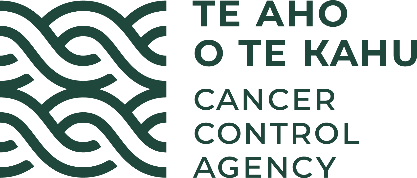 TE AHO
O TE KAHU
CANCER
CONTROL
AGENCY